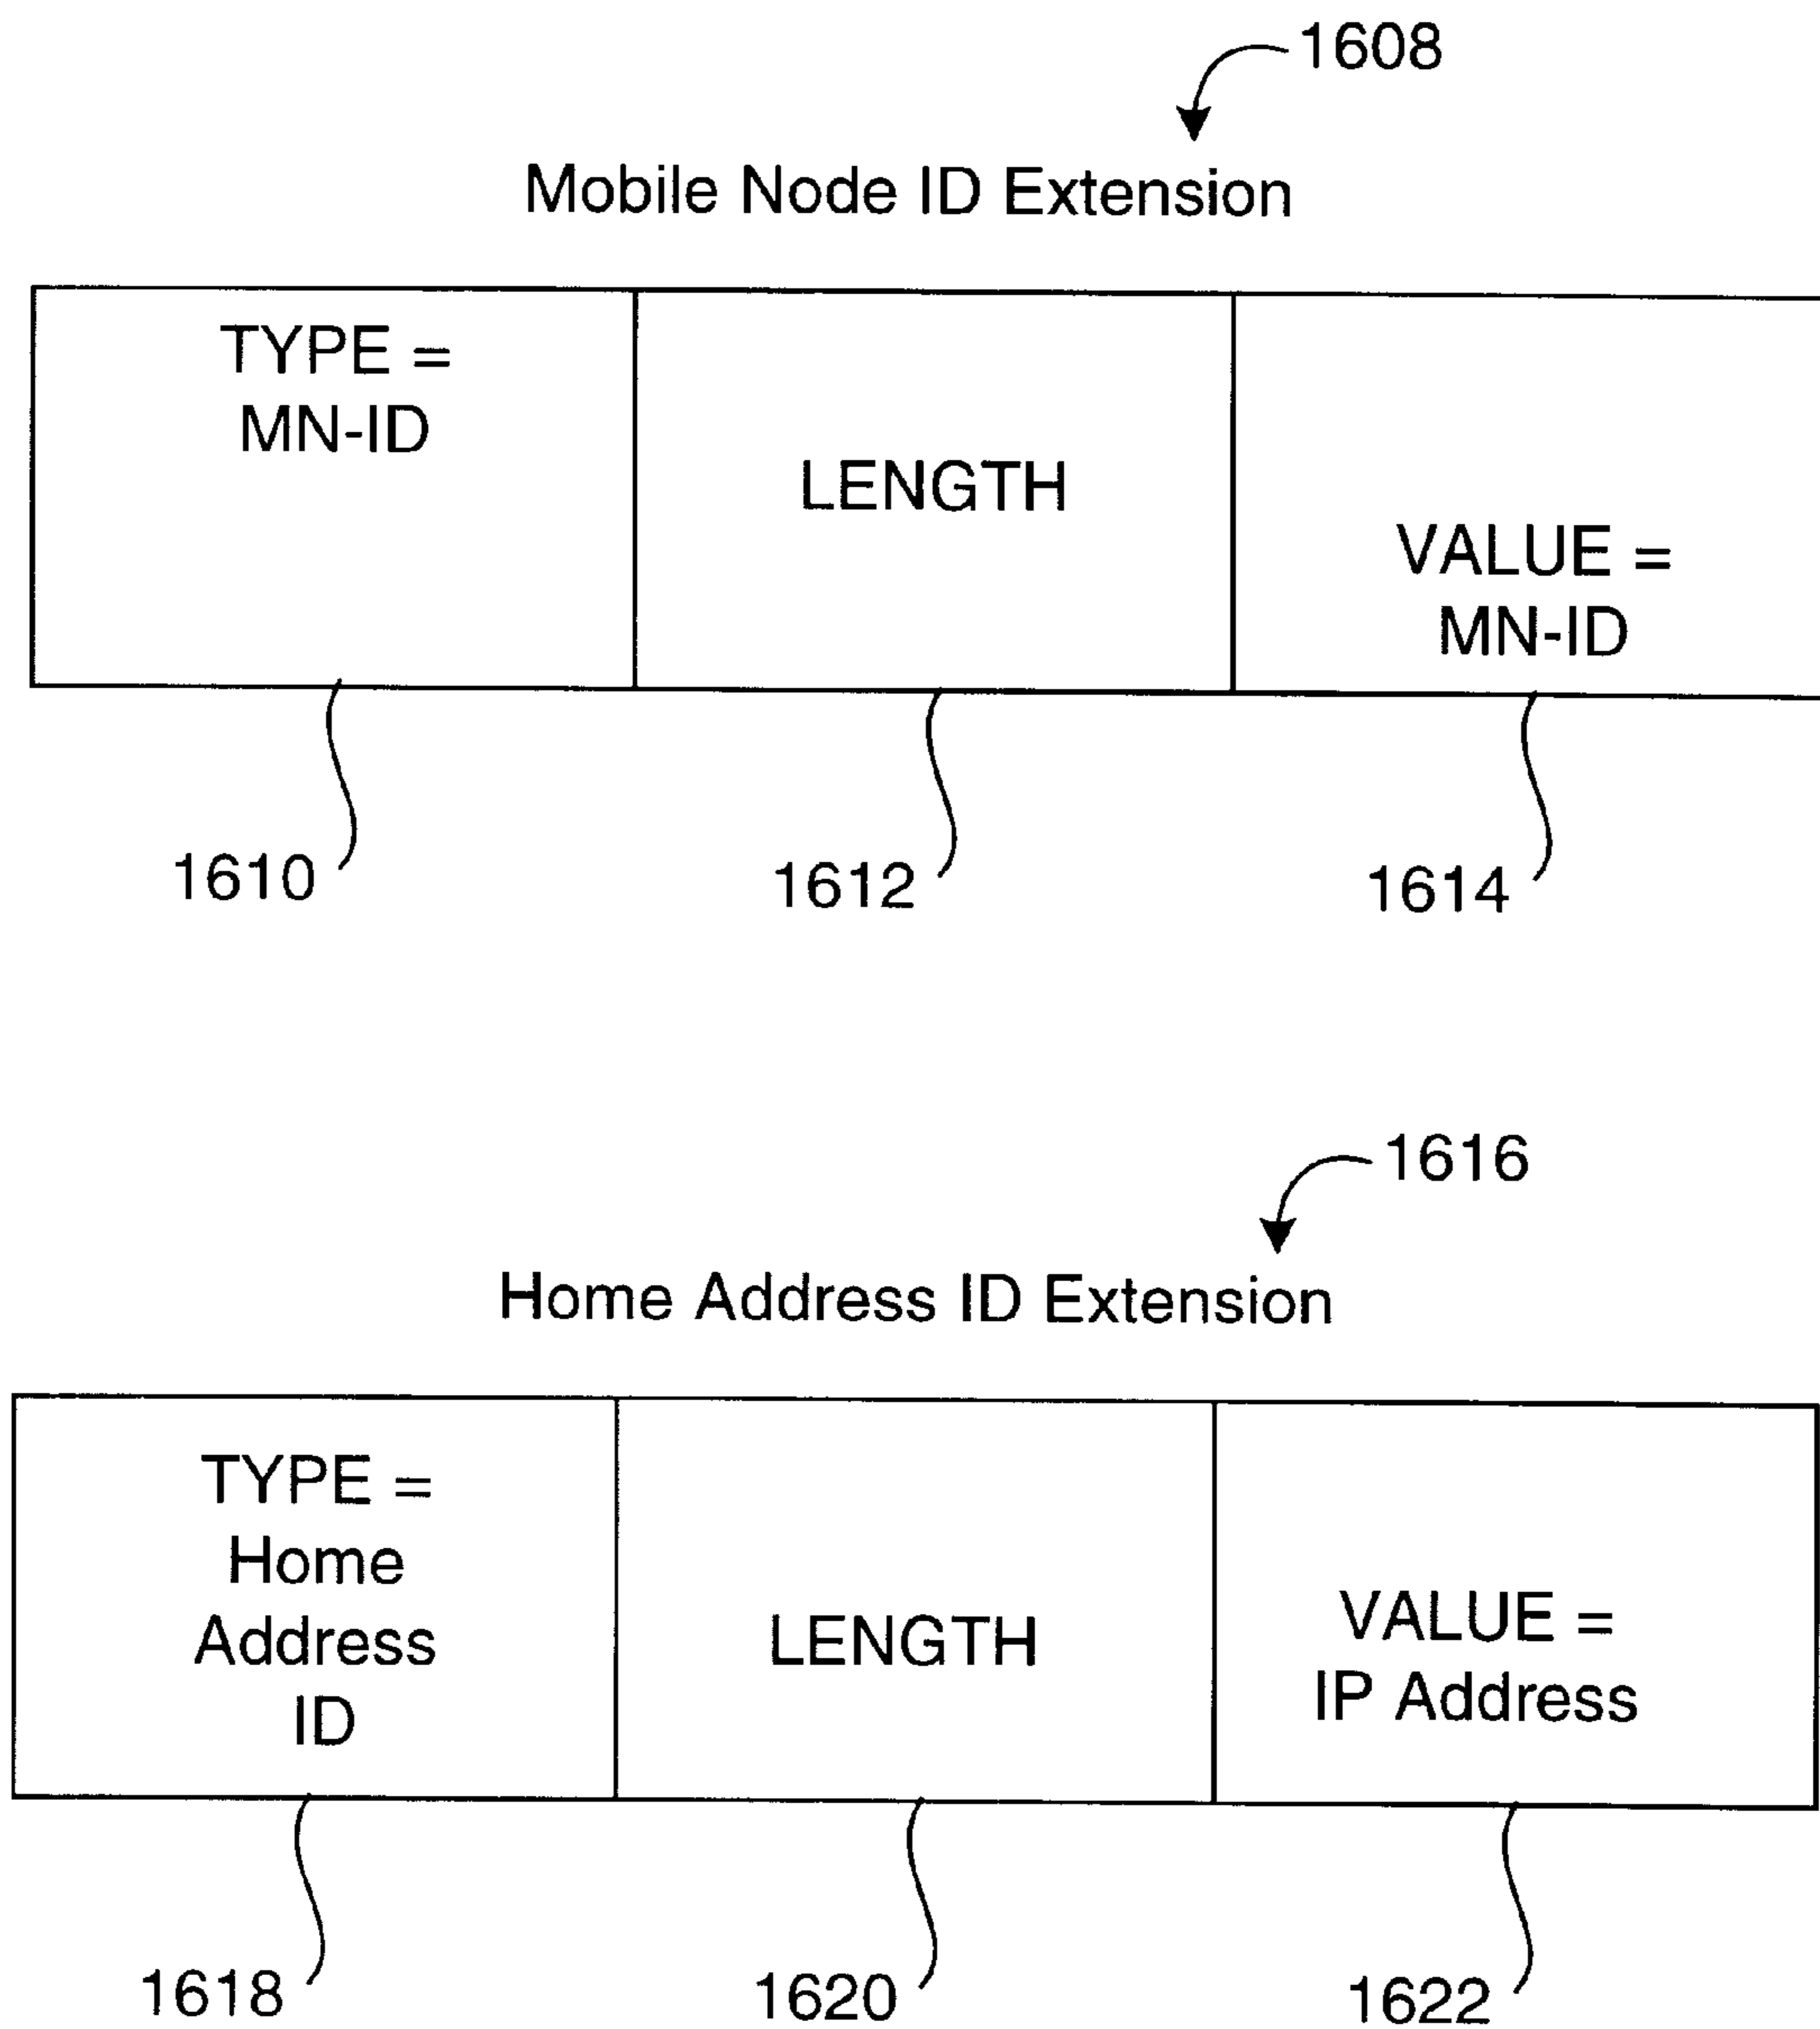 1608
Mobile Node ID Extension
TYPE =
MN-ID
LENGTH
VALUE =
MN-ID
1610
1612
1614
1616
Home Address ID Extension
TYPE =
Home
Address
ID
LENGTH
VALUE =
IP Address
1618
1620
1622